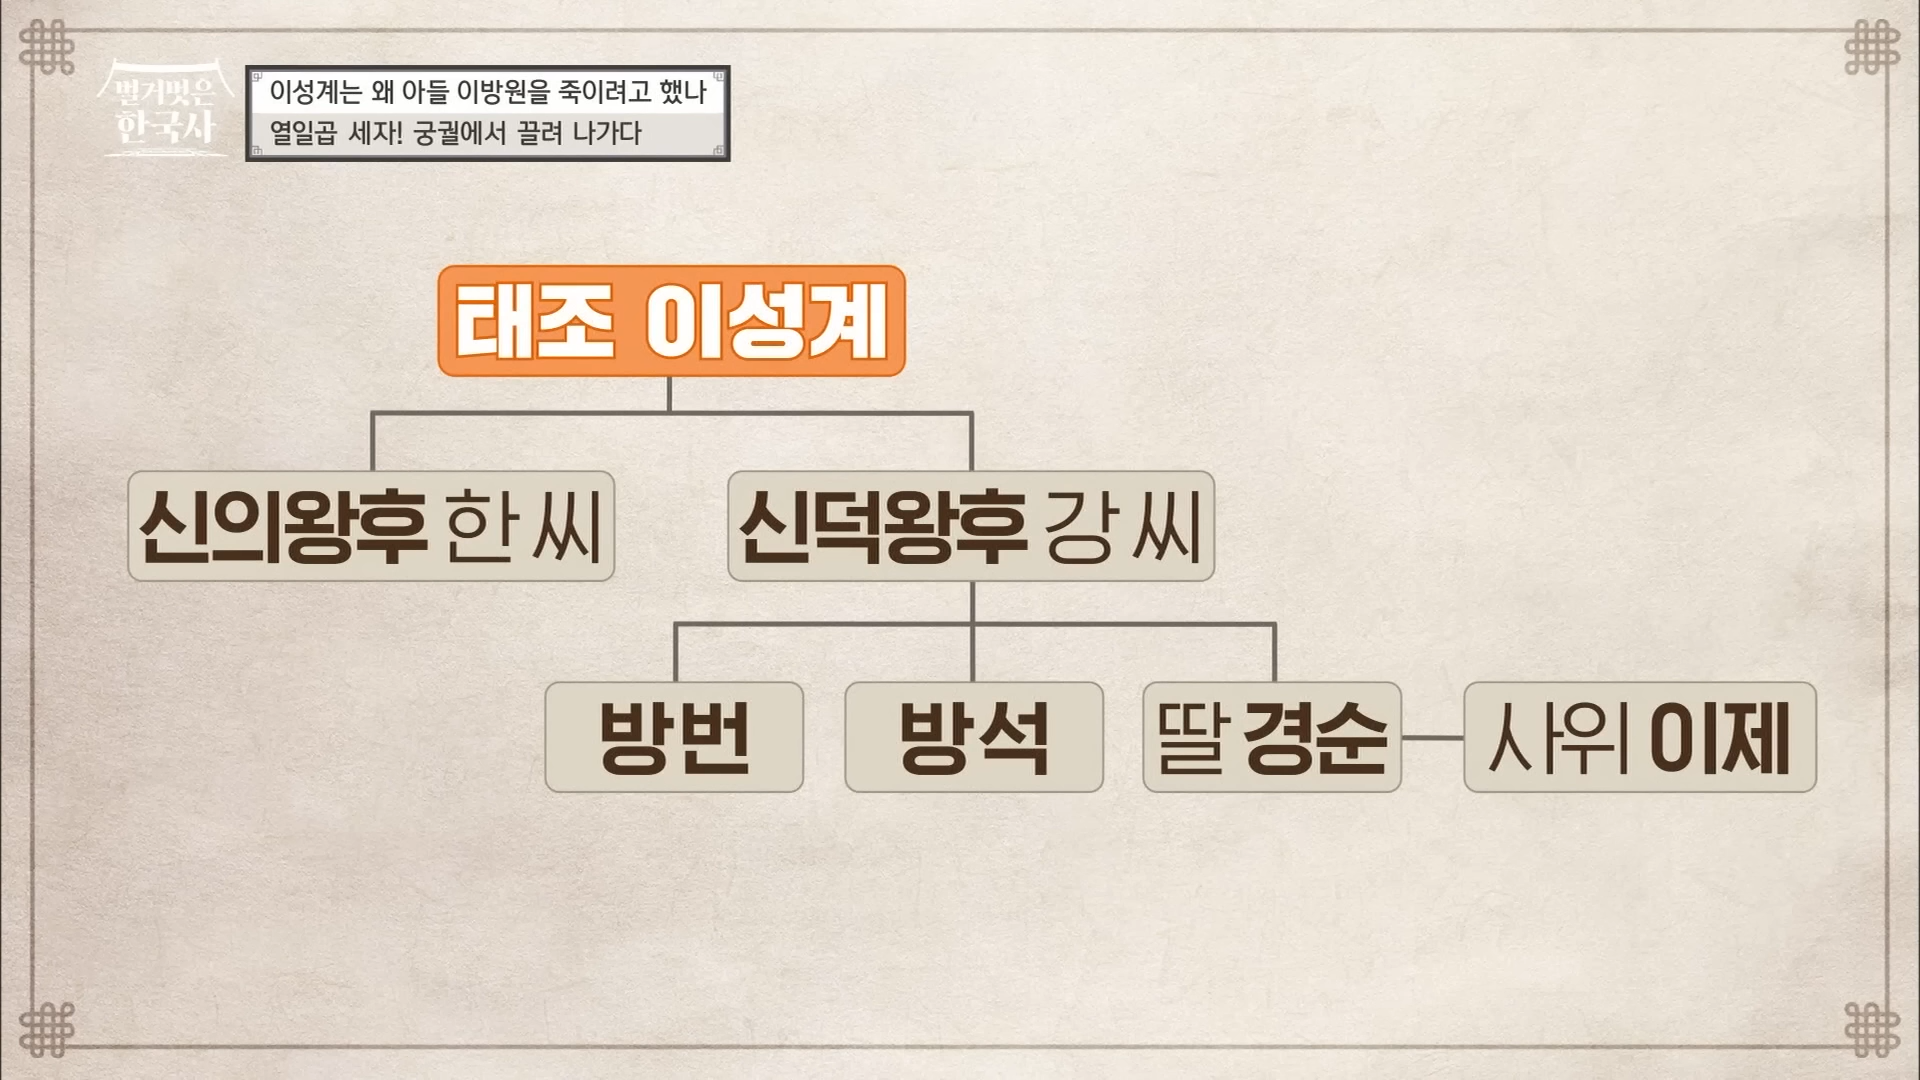 벌거벗은
한국사
이성계는 왜 아들 이방원을 죽이려고 했나
열일곱 세자! 궁궐에서 끌려 나가다
태조 이성계
신의왕후 한씨
신덕왕후 강씨
방번
방석
딸 경순
사위 이제